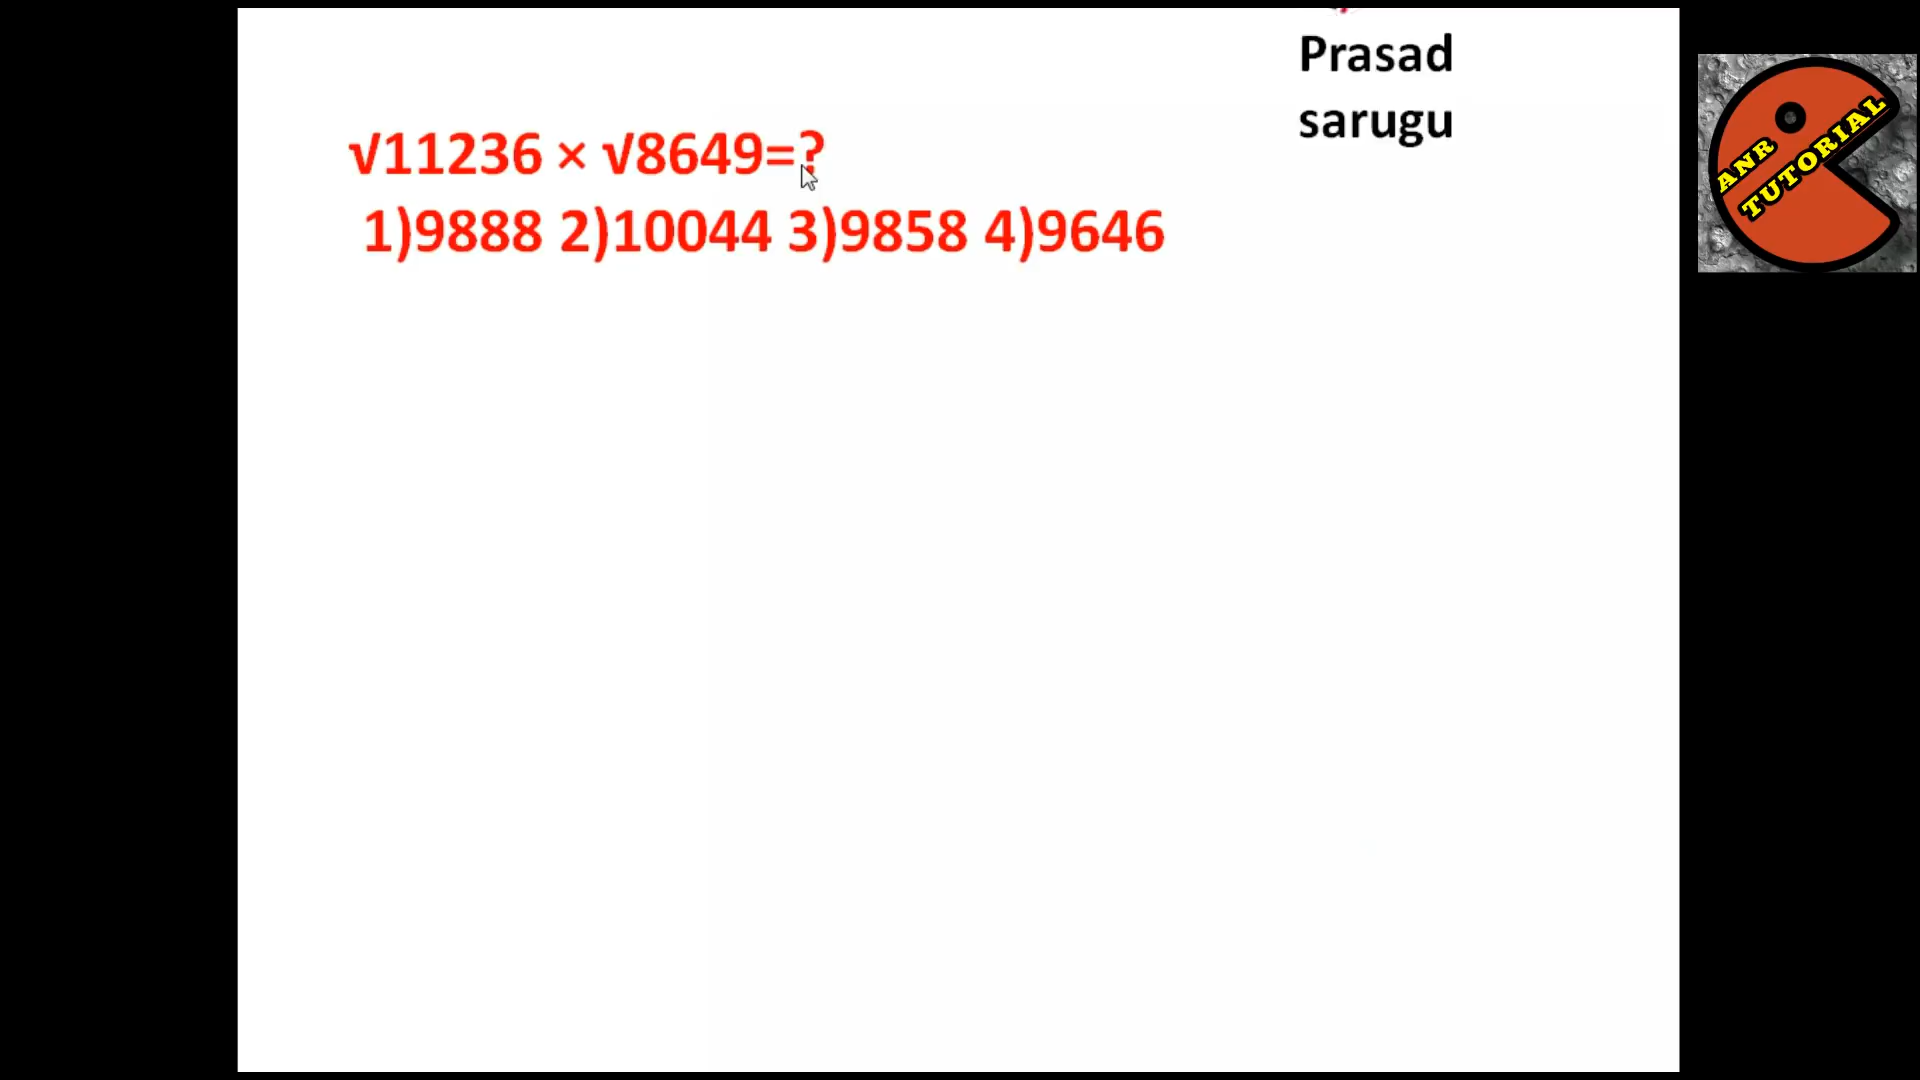 Prasad
sarugu
√11236 × √8649=?
1)9888 2)10044 3)9858 4)9646
ANR
TUTORIAL